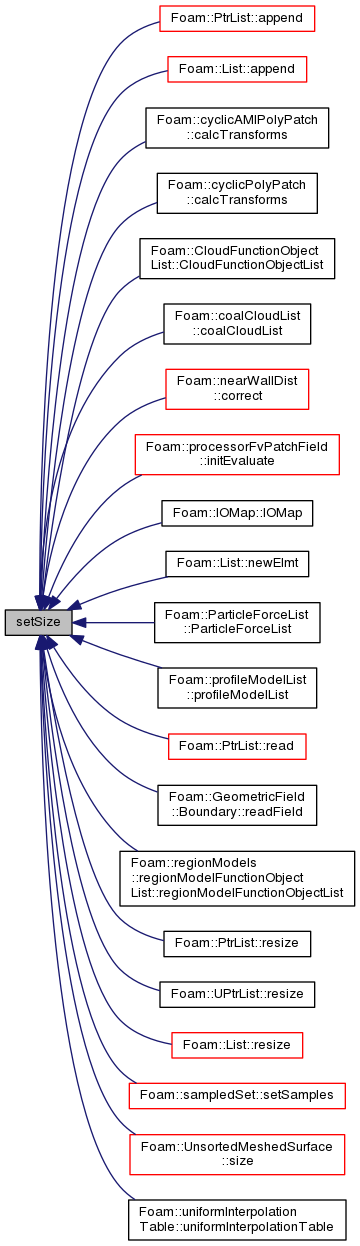 Foam::PtrList::append
Foam::List::append
Foam::cyclicAMIPolyPatch
::calcTransforms
Foam::cyclicPolyPatch
::calcTransforms
Foam::CloudFunctionObject
List::CloudFunctionObjectList
Foam::coalCloudList
::coalCloudList
Foam::nearWallDist
::correct
Foam::processorFvPatchField
::initEvaluate
Foam::IOMap::IOMap
Foam::List::newElmt
setSize
Foam::ParticleForceList
::ParticleForceList
Foam::profileModelList
::profileModelList
Foam::PtrList::read
Foam::GeometricField
::Boundary::readField
Foam::regionModels
::regionModelFunctionObject
List::regionModelFunctionObjectList
Foam::PtrList::resize
Foam::UPtrList::resize
Foam::List::resize
Foam::sampledSet::setSamples
Foam::UnsortedMeshedSurface
::size
Foam::uniformInterpolation
Table::uniformInterpolationTable